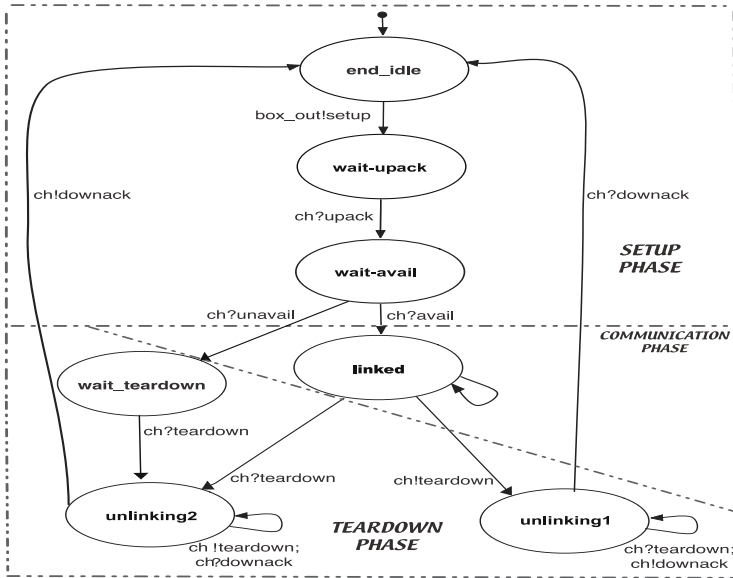 end_idle
box_out!setup
wait-upack
ch!downack
ch?downack
ch?upack
SETUP
PHASE
wait-avail
ch?unavail
ch?avail
COMMUNICATION
PHASE
linked
wait_teardown
ch?teardown
ch?teardown
ch!teardown
unlinking2
unlinking1
TEARDOWN
PHASE
ch !teardown;
ch?downack
ch?teardown;
ch!downack